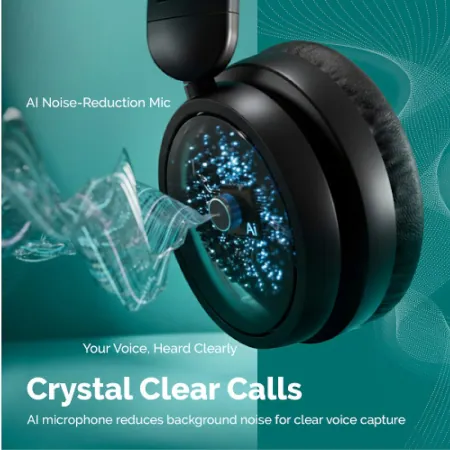 AI Noise-Reduction Mic
Ai
Your Voice, Heard Clearly
Crystal Clear Calls
AI microphone reduces background noise for clear voice capture